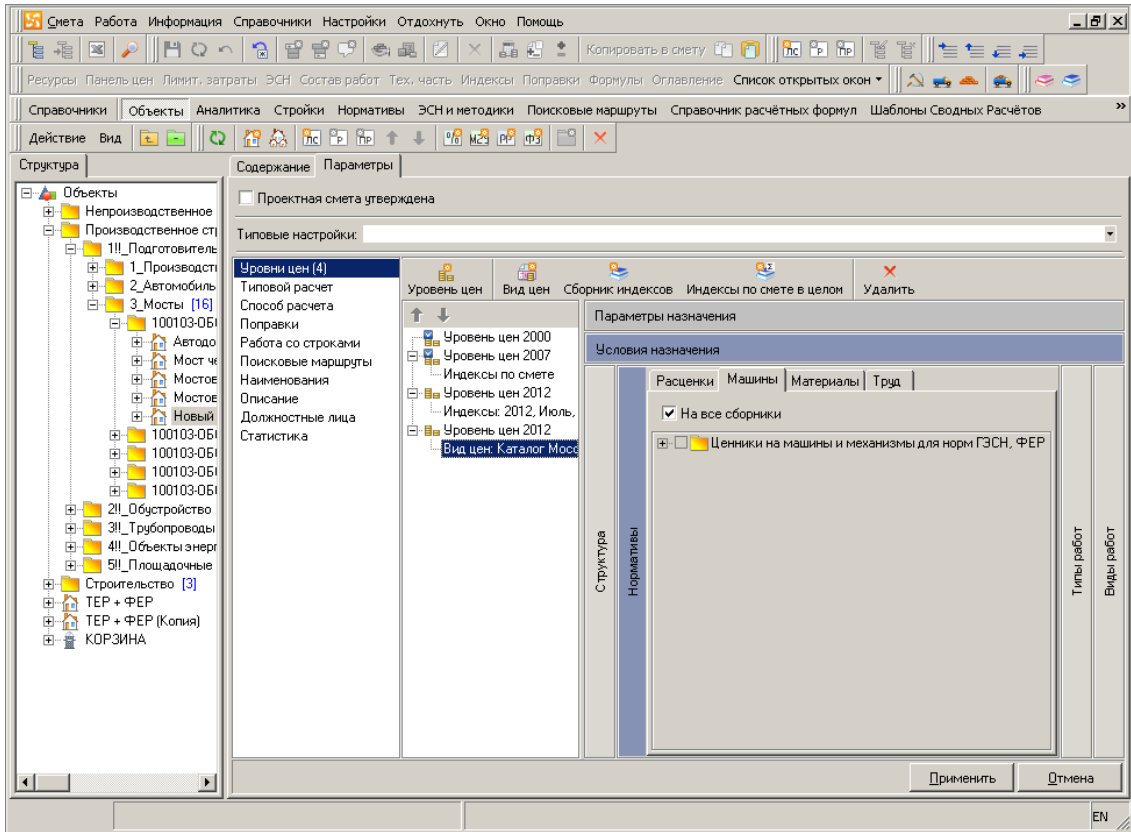 Смета Работа Информация Справочники Настройки Отдохнуть Окно Помощь
Копировать в смету
Ресурсы Панель цен Лимит. затраты ЭСН Состав работ Тех. часть Индексы Поправки Формулы Оглавление Список открытых окон
Справочники Объекты Аналитика Стройки Нормативы ЭСН и методики Поисковые маршруты Справочник расчётных формул Шаблоны Сводных Расчётов »
Действие Вид
Структура
Содержание Параметры
Объекты
Непроизводственное
Производственное стр
1!!_Подготовитель
1_Производст
2_Автомобиль
3_Мосты [16]
100103-ОБ
Автодо
Мост че
Мостов
Мостов
Новый
100103-ОБ
100103-ОБ
100103-ОБ
100103-ОБ
2!!_Обустройство
3!!_Трубопроводы
4!!_Объекты энерг
5!!_Площадочные
Строительство [3]
ТЕР + ФЕР
ТЕР + ФЕР (Копия)
КОРЗИНА
Проектная смета утверждена
Типовые настройки:
Уровни цен (4)
Типовой расчет
Способ расчета
Поправки
Работа со строками
Поисковые маршруты
Наименования
Описание
Должностные лица
Статистика
Уровень цен Вид цен Сборник индексов Индексы по смете в целом Удалить
Уровень цен 2000
Уровень цен 2007
Индексы по смете
Уровень цен 2012
Индексы: 2012, Июль,
Уровень цен 2012
Вид цен: Каталог Мосс
Параметры назначения
Условия назначения
Структура
Нормативы
Расценки Машины Материалы Труд
На все сборники
Ценники на машины и механизмы для норм ГЭСН, ФЕР
Типы работ
Виды работ
Применить Отмена
EN